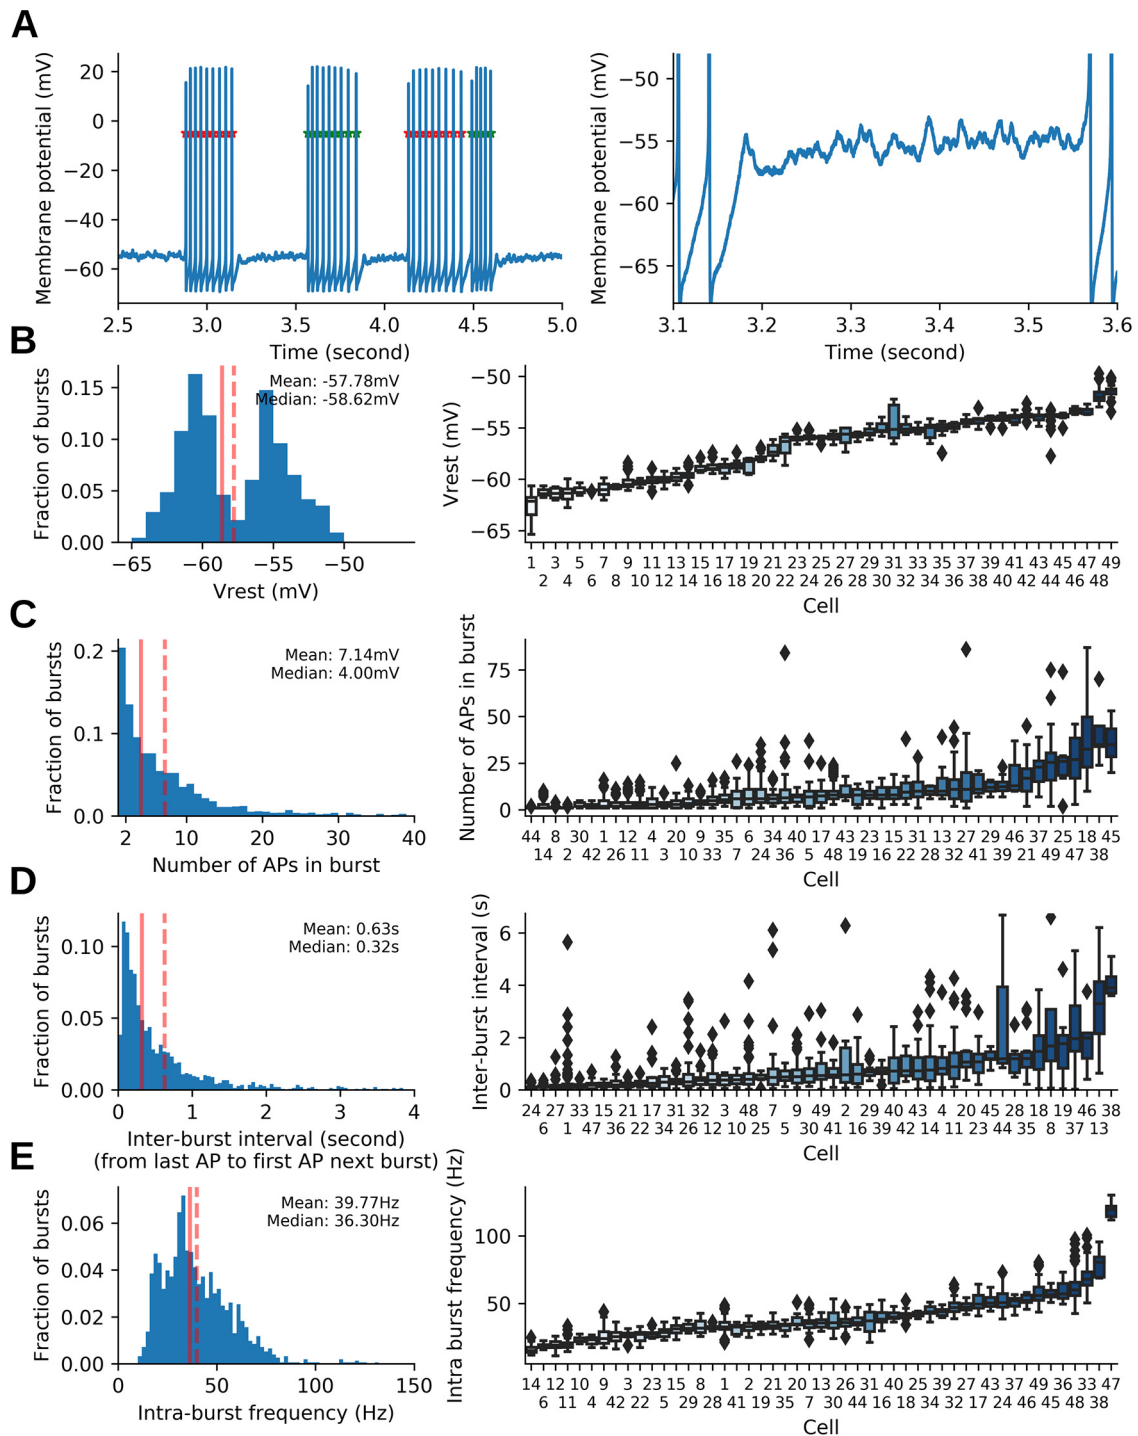 A
Membrane potential (mV)
20
0
−20
−40
−60
2.5 3.0 3.5 4.0 4.5 5.0
Time (second)
Membrane potential (mV)
−50
−55
−60
−65
3.1 3.2 3.3 3.4 3.5 3.6
Time (second)
B
Fraction of bursts
0.15
0.10
0.05
0.00
Mean: -57.78mV
Median: -58.62mV
−65 −60 −55 −50
Vrest (mV)
Vrest (mV)
−50
−55
−60
−65
1 3 5 7 9 11 13 15 17 19 21 23 25 27 29 31 33 35 37 39 41 43 45 47 49
2 4 6 8 10 12 14 16 18 20 22 24 26 28 30 32 34 36 38 40 42 44 46 48
Cell
C
Fraction of bursts
0.2
0.1
0.0
Mean: 7.14mV
Median: 4.00mV
2 10 20 30 40
Number of APs in burst
Number of APs in burst
75
50
25
0
44 8 30 1 12 4 20 9 35 6 34 40 17 43 23 15 31 13 27 29 46 37 25 18 45
14 2 42 26 11 3 10 33 7 24 36 5 48 19 16 22 28 32 41 39 21 49 47 38
Cell
D
Fraction of bursts
0.10
0.05
0.00
Mean: 0.63s
Median: 0.32s
0 1 2 3 4
Inter-burst interval (second)
(from last AP to first AP next burst)
Inter-burst interval (s)
6
4
2
0
24 27 33 15 21 17 31 32 3 48 7 9 49 2 29 40 43 4 20 45 28 18 19 46 38
6 1 47 36 22 34 26 12 10 25 5 30 41 16 39 42 14 11 23 44 35 8 37 13
Cell
E
Fraction of bursts
0.06
0.04
0.02
0.00
Mean: 39.77Hz
Median: 36.30Hz
0 50 100 150
Intra-burst frequency (Hz)
Intra burst frequency (Hz)
100
50
14 12 10 9 3 23 15 8 1 2 21 20 13 26 31 18 25 47
6 11 4 42 22 5 29 28 41 19 35 7 30 38
Cell